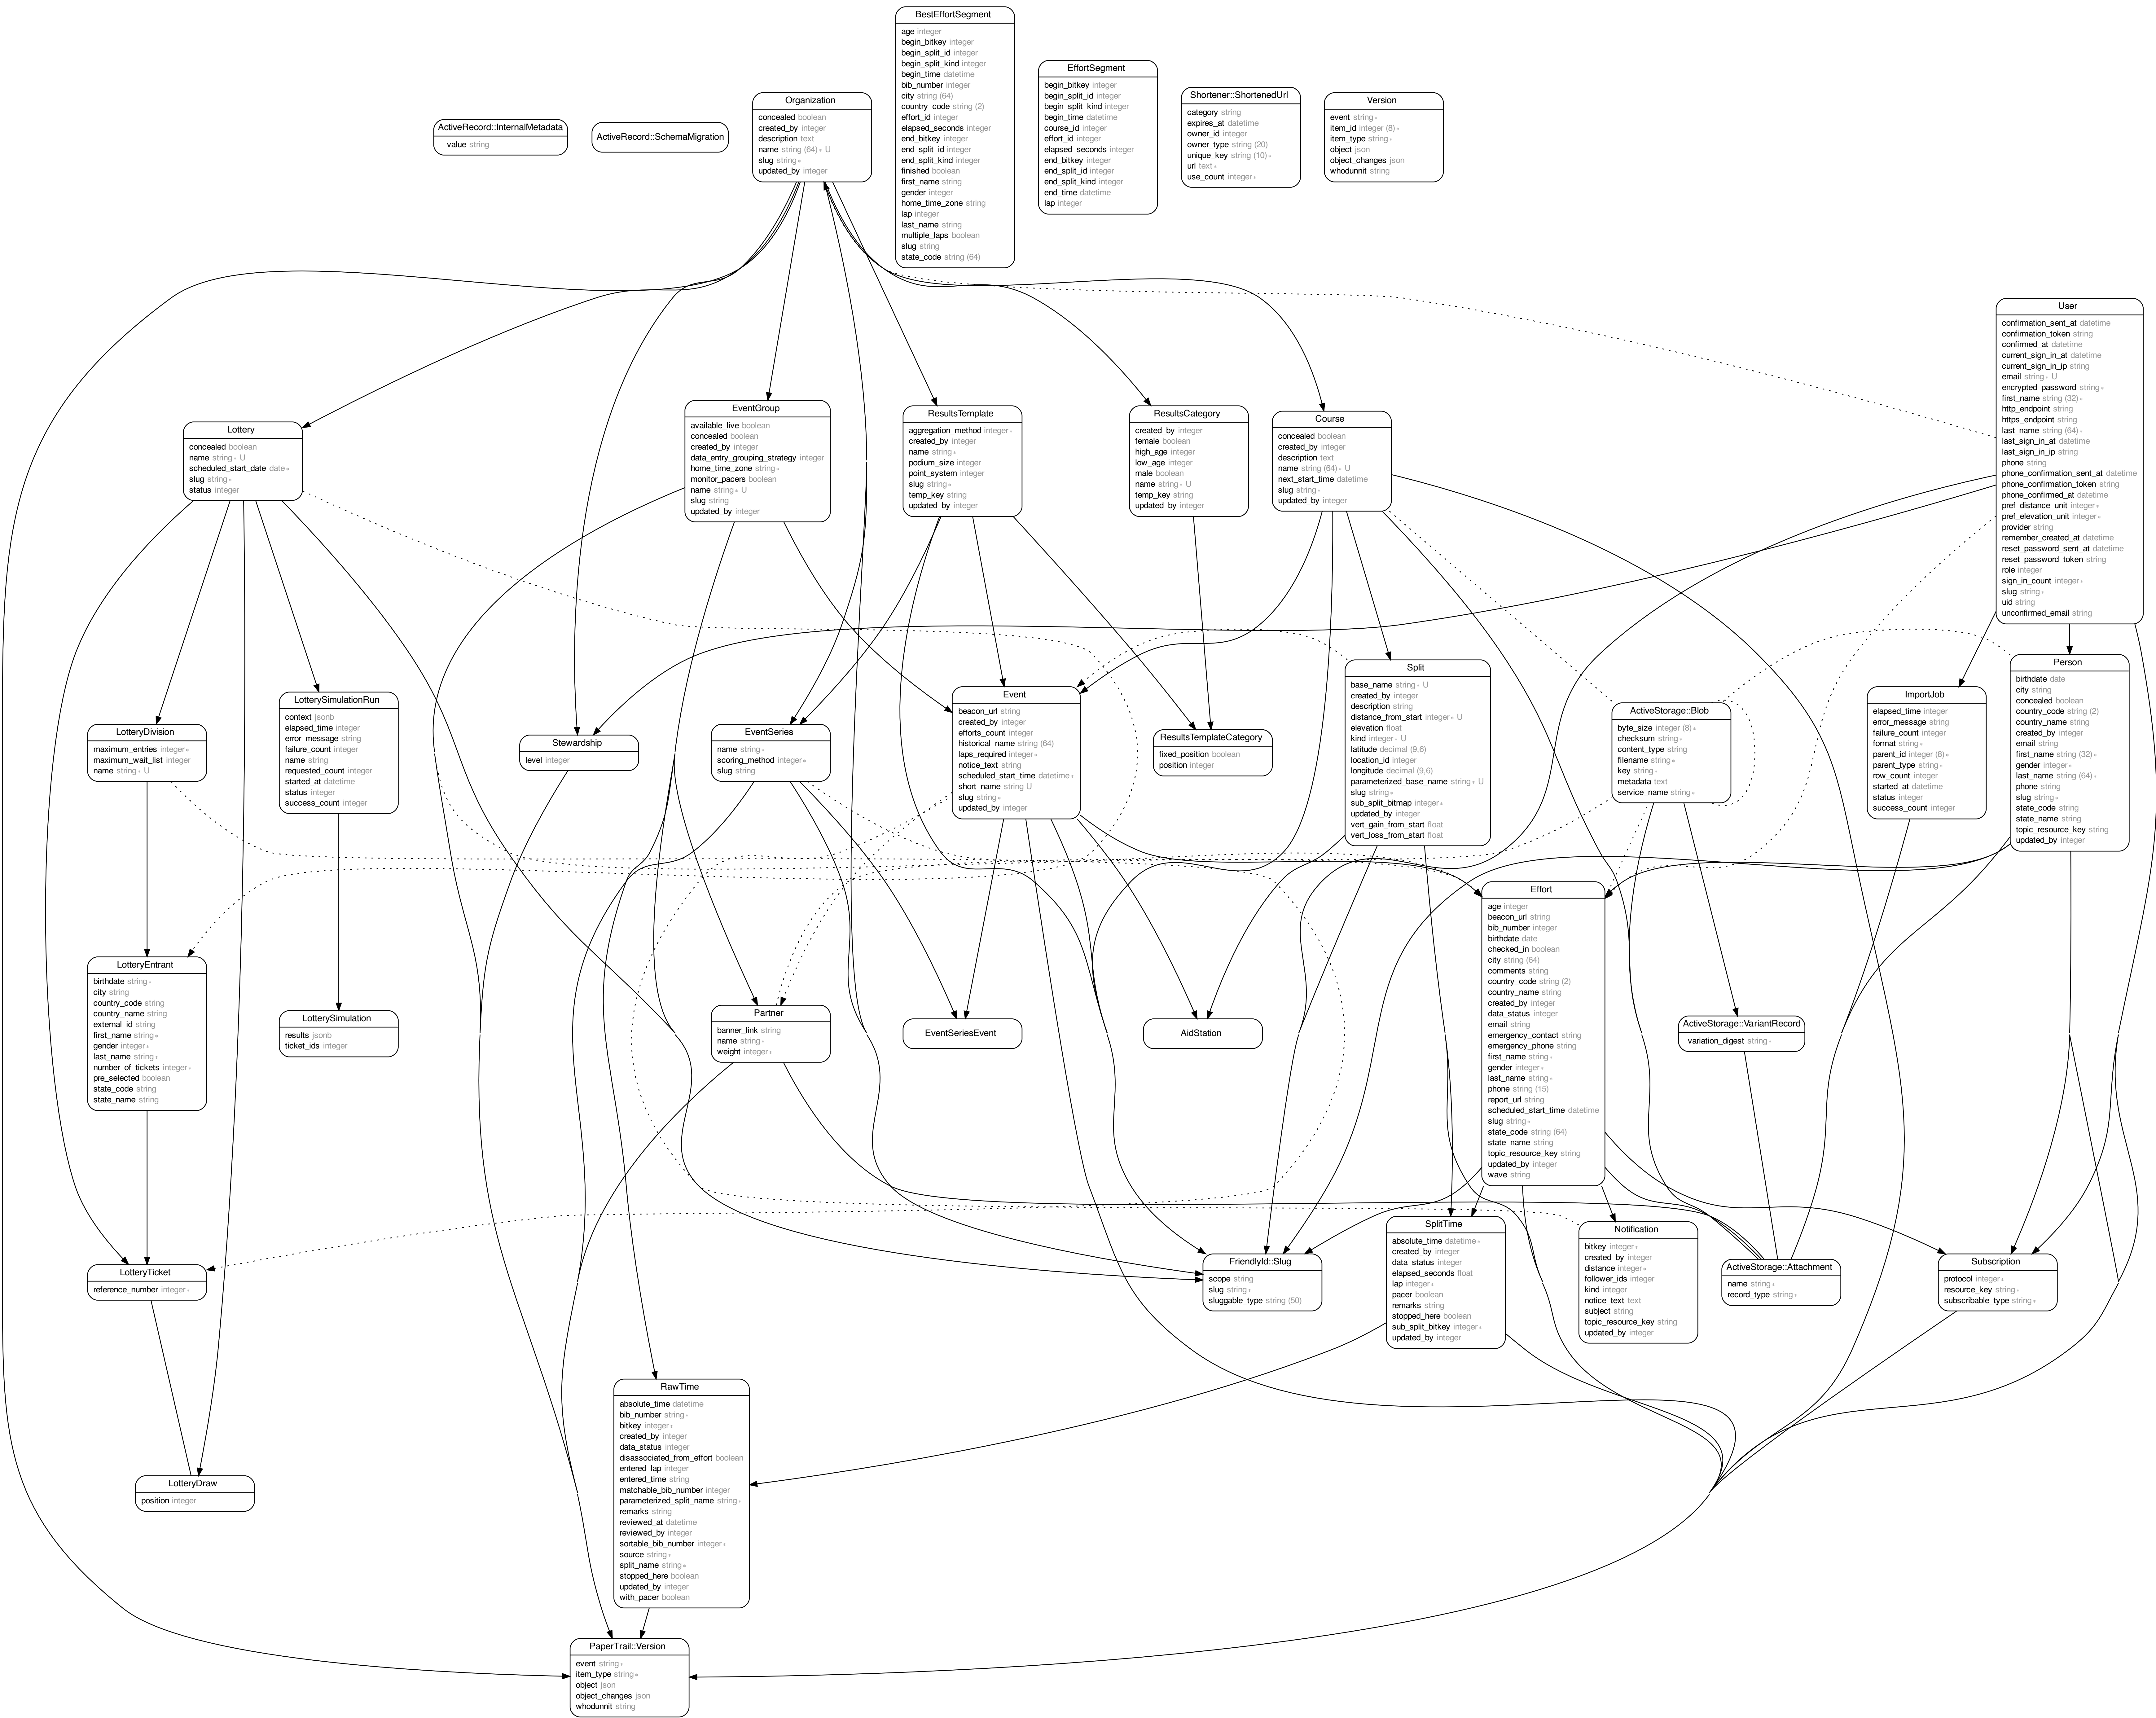 BestEffortSegment
age integer
begin_bitkey integer
begin_split_id integer
begin_split_kind integer
begin_time datetime
bib_number integer
city string (64)
country_code string (2)
effort_id integer
elapsed_seconds integer
end_bitkey integer
end_split_id integer
end_split_kind integer
finished boolean
first_name string
gender integer
home_time_zone string
lap integer
last_name string
multiple_laps boolean
slug string
state_code string (64)
EffortSegment
begin_bitkey integer
begin_split_id integer
begin_split_kind integer
begin_time datetime
course_id integer
effort_id integer
elapsed_seconds integer
end_bitkey integer
end_split_id integer
end_split_kind integer
end_time datetime
lap integer
Shortener::ShortenedUrl
category string
expires_at datetime
owner_id integer
owner_type string (20)
unique_key string (10) *
url text *
use_count integer *
Version
event string *
item_id integer (8) *
item_type string *
object json
object_changes json
whodunnit string
Organization
concealed boolean
created_by integer
description text
name string (64) * U
slug string *
updated_by integer
ActiveRecord::InternalMetadata
value string
ActiveRecord::SchemaMigration
User
confirmation_sent_at datetime
confirmation_token string
confirmed_at datetime
current_sign_in_at datetime
current_sign_in_ip string
email string * U
encrypted_password string *
first_name string (32) *
http_endpoint string
https_endpoint string
last_name string (64) *
last_sign_in_at datetime
last_sign_in_ip string
phone string
phone_confirmation_sent_at datetime
phone_confirmation_token string
phone_confirmed_at datetime
pref_distance_unit integer *
pref_elevation_unit integer *
provider string
remember_created_at datetime
reset_password_sent_at datetime
reset_password_token string
role integer
sign_in_count integer *
slug string *
uid string
unconfirmed_email string
Lottery
concealed boolean
name string * U
scheduled_start_date date *
slug string *
status integer
EventGroup
available_live boolean
concealed boolean
created_by integer
data_entry_grouping_strategy integer
home_time_zone string *
monitor_pacers boolean
name string * U
slug string
updated_by integer
ResultsTemplate
aggregation_method integer *
created_by integer
name string *
podium_size integer
point_system integer
slug string *
temp_key string
updated_by integer
ResultsCategory
created_by integer
female boolean
high_age integer
low_age integer
male boolean
name string * U
temp_key string
updated_by integer
Course
concealed boolean
created_by integer
description text
name string (64) * U
next_start_time datetime
slug string *
updated_by integer
LotteryDivision
maximum_entries integer *
maximum_wait_list integer
name string * U
LotterySimulationRun
context jsonb
elapsed_time integer
error_message string
failure_count integer
name string
requested_count integer
started_at datetime
status integer
success_count integer
Stewardship
level integer
EventSeries
name string *
scoring_method integer *
slug string
Event
beacon_url string
created_by integer
efforts_count integer
historical_name string (64)
laps_required integer *
notice_text string
scheduled_start_time datetime *
short_name string U
slug string *
updated_by integer
ResultsTemplateCategory
fixed_position boolean
position integer
Split
base_name string * U
created_by integer
description string
distance_from_start integer * U
elevation float
kind integer * U
latitude decimal (9,6)
location_id integer
longitude decimal (9,6)
parameterized_base_name string * U
slug string *
sub_split_bitmap integer *
updated_by integer
vert_gain_from_start float
vert_loss_from_start float
ActiveStorage::Blob
byte_size integer (8) *
checksum string *
content_type string
filename string *
key string *
metadata text
service_name string *
ImportJob
elapsed_time integer
error_message string
failure_count integer
format string *
parent_id integer (8) *
parent_type string *
row_count integer
started_at datetime
status integer
success_count integer
Person
birthdate date
city string
concealed boolean
country_code string (2)
country_name string
created_by integer
email string
first_name string (32) *
gender integer *
last_name string (64) *
phone string
slug string *
state_code string
state_name string
topic_resource_key string
updated_by integer
LotteryEntrant
birthdate string *
city string
country_code string
country_name string
external_id string
first_name string *
gender integer *
last_name string *
number_of_tickets integer *
pre_selected boolean
state_code string
state_name string
LotterySimulation
results jsonb
ticket_ids integer
Partner
banner_link string
name string *
weight integer *
EventSeriesEvent
AidStation
Effort
age integer
beacon_url string
bib_number integer
birthdate date
checked_in boolean
city string (64)
comments string
country_code string (2)
country_name string
created_by integer
data_status integer
email string
emergency_contact string
emergency_phone string
first_name string *
gender integer *
last_name string *
phone string (15)
report_url string
scheduled_start_time datetime
slug string *
state_code string (64)
state_name string
topic_resource_key string
updated_by integer
wave string
ActiveStorage::VariantRecord
variation_digest string *
LotteryTicket
reference_number integer *
FriendlyId::Slug
scope string
slug string *
sluggable_type string (50)
SplitTime
absolute_time datetime *
created_by integer
data_status integer
elapsed_seconds float
lap integer *
pacer boolean
remarks string
stopped_here boolean
sub_split_bitkey integer *
updated_by integer
Notification
bitkey integer *
created_by integer
distance integer *
follower_ids integer
kind integer
notice_text text
subject string
topic_resource_key string
updated_by integer
ActiveStorage::Attachment
name string *
record_type string *
Subscription
protocol integer *
resource_key string *
subscribable_type string *
RawTime
absolute_time datetime
bib_number string *
bitkey integer *
created_by integer
data_status integer
disassociated_from_effort boolean
entered_lap integer
entered_time string
matchable_bib_number integer
parameterized_split_name string *
remarks string
reviewed_at datetime
reviewed_by integer
sortable_bib_number integer *
source string *
split_name string *
stopped_here boolean
updated_by integer
with_pacer boolean
LotteryDraw
position integer
PaperTrail::Version
event string *
item_type string *
object json
object_changes json
whodunnit string